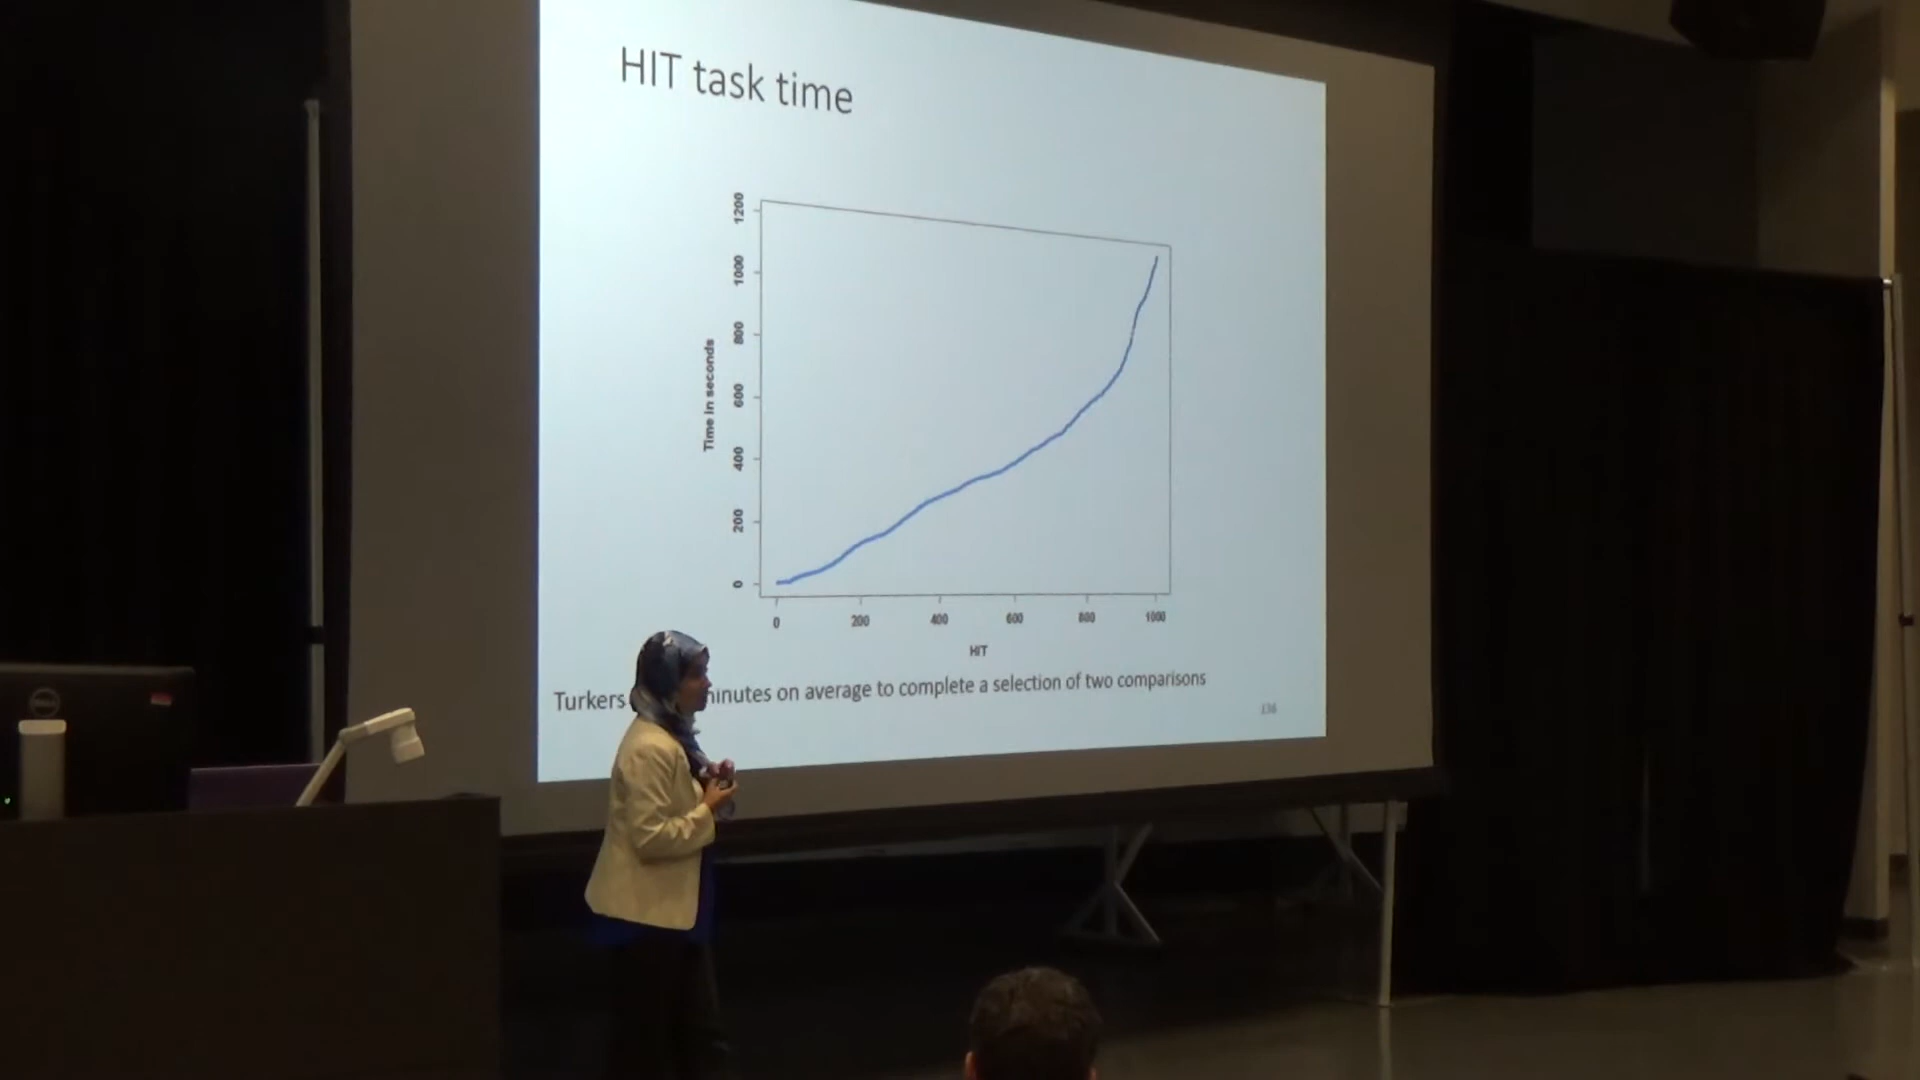 HIT task time
Time in seconds
1200
1000
800
600
400
200
0
0 200 400 600 800 1000
HIT
Turkers minutes on average to complete a selection of two comparisons
136